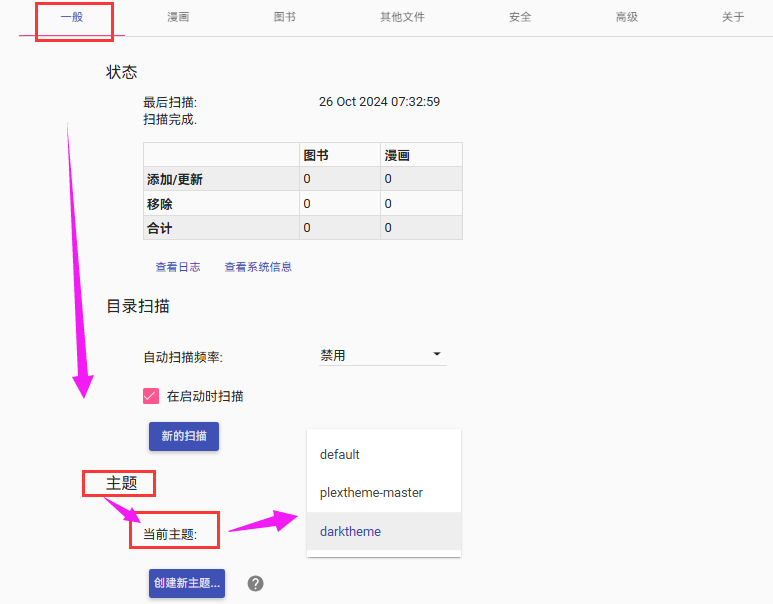 一般 漫画 图书 其他文件 安全 高级 关于
状态
最后扫描: 26 Oct 2024 07:32:59
扫描完成.
图书 漫画
添加/更新 0 0
移除 0 0
合计 0 0
查看日志 查看系统信息
目录扫描
自动扫描频率: 禁用
在启动时扫描
新的扫描
default
plextheme-master
主题
darktheme
当前主题:
创建新主题... ?